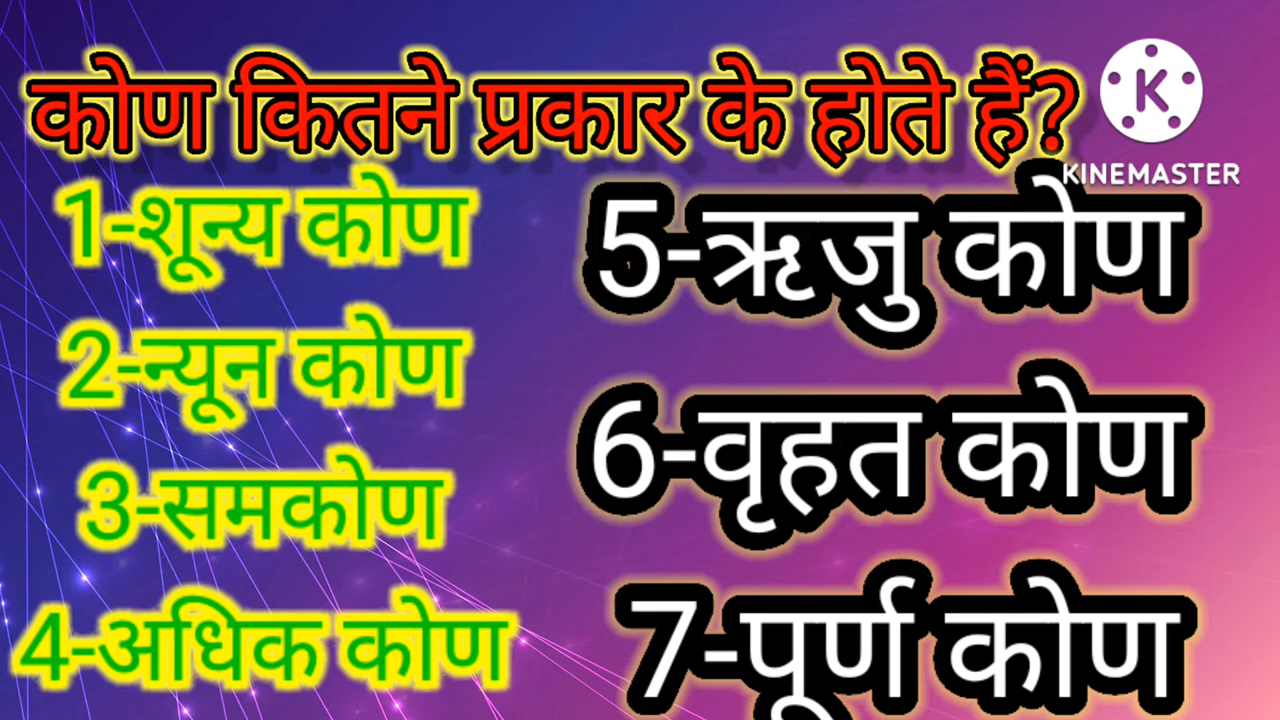 कोण कितने प्रकार के होते हैं?
KINEMASTER
1-शून्य कोण
2-न्यून कोण
3-समकोण
4-अधिक कोण
5-ऋजु कोण
6-वृहत कोण
7-पूर्ण कोण